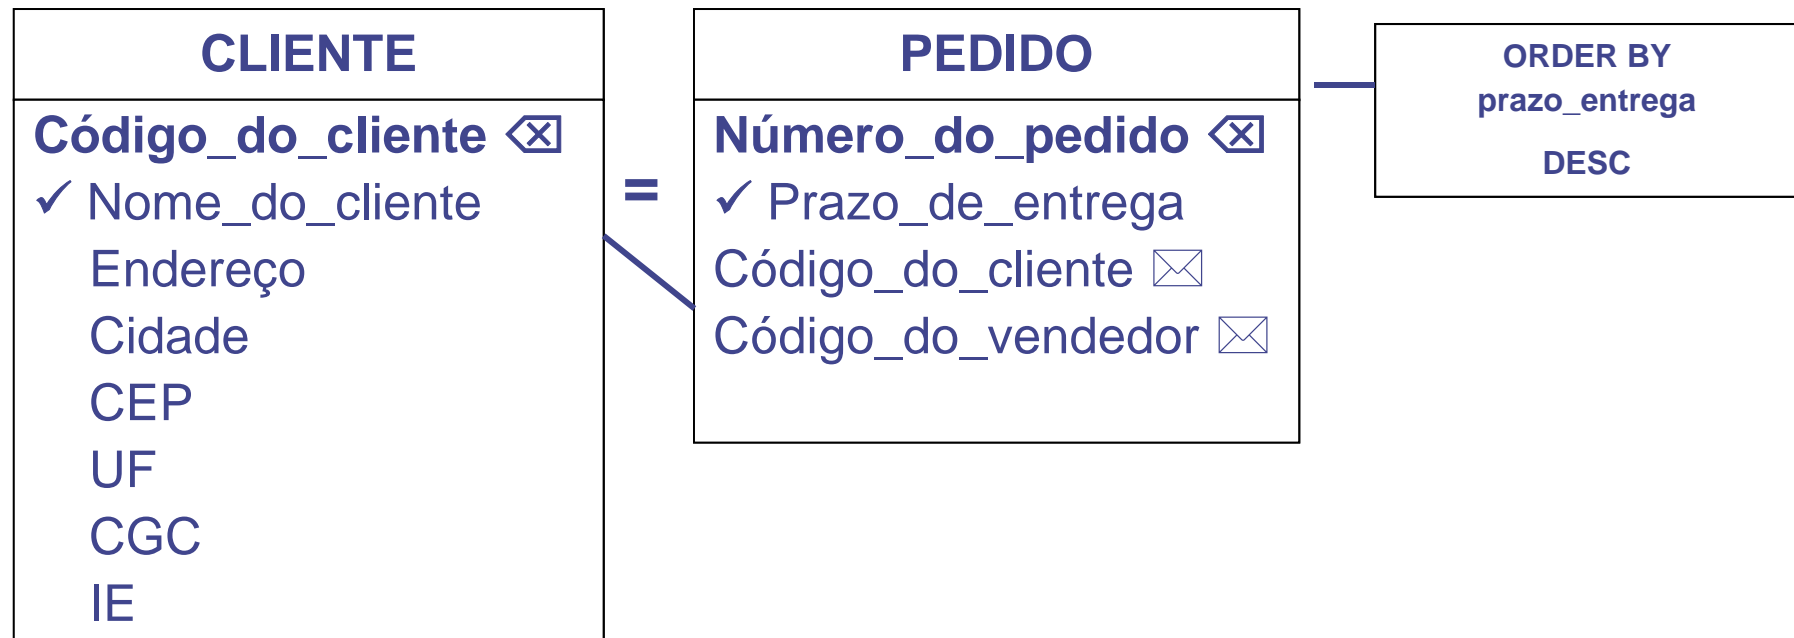 CLIENTE
Código_do_cliente ⌫
✓ Nome_do_cliente
Endereço
Cidade
CEP
UF
CGC
IE
=
PEDIDO
Número_do_pedido ⌫
✓ Prazo_de_entrega
Código_do_cliente ✉
Código_do_vendedor ✉
ORDER BY
prazo_entrega
DESC